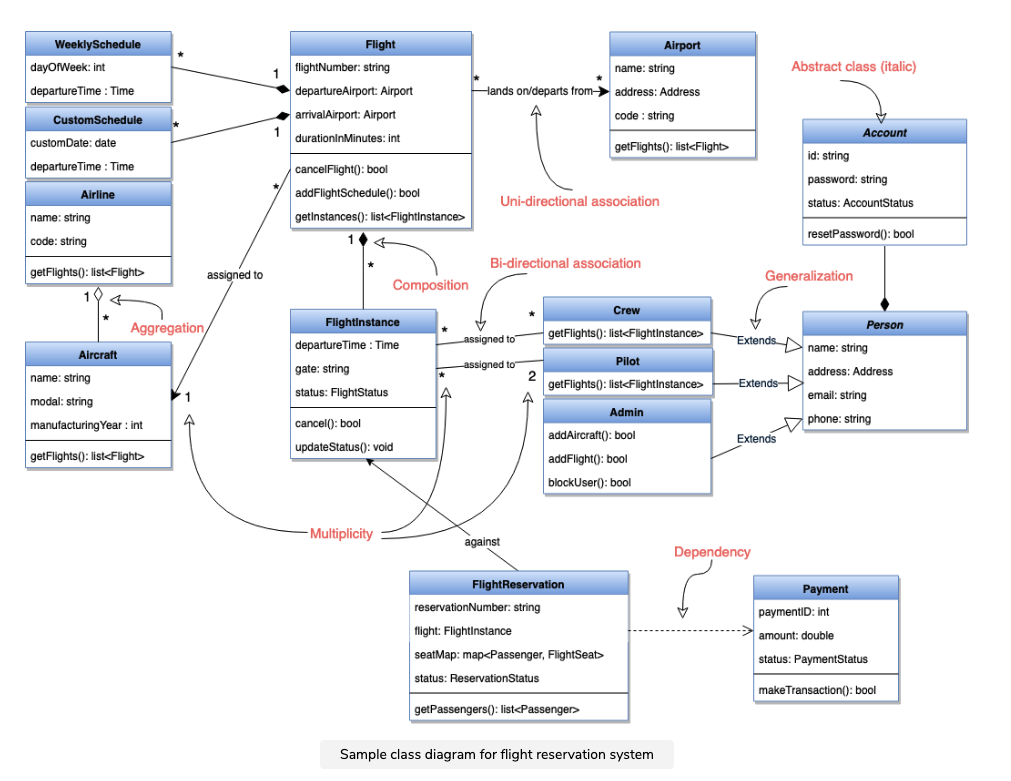 WeeklySchedule
dayOfWeek: int
departureTime : Time
*
1
CustomSchedule
customDate: date
departureTime : Time
*
1
Airline
name: string
code: string
getFlights(): list<Flight>
1
*
Aggregation
Aircraft
name: string
modal: string
manufacturingYear : int
getFlights(): list<Flight>
1
Flight
flightNumber: string
departureAirport: Airport
arrivalAirport: Airport
durationInMinutes: int
cancelFlight(): bool
addFlightSchedule(): bool
getInstances(): list<FlightInstance>
*
assigned to
*
lands on/departs from
*
Uni-directional association
Airport
name: string
address: Address
code : string
getFlights(): list<Flight>
Abstract class (italic)
Account
id: string
password: string
status: AccountStatus
resetPassword(): bool
1
*
Composition
Bi-directional association
Generalization
FlightInstance
departureTime : Time
gate: string
status: FlightStatus
cancel(): bool
updateStatus(): void
*
assigned to
*
*
assigned to
2
Crew
getFlights(): list<FlightInstance>
Pilot
getFlights(): list<FlightInstance>
Admin
addAircraft(): bool
addFlight(): bool
blockUser(): bool
Extends
Extends
Extends
Person
name: string
address: Address
email: string
phone: string
Multiplicity
against
Dependency
FlightReservation
reservationNumber: string
flight: FlightInstance
seatMap: map<Passenger, FlightSeat>
status: ReservationStatus
getPassengers(): list<Passenger>
Payment
paymentID: int
amount: double
status: PaymentStatus
makeTransaction(): bool
Sample class diagram for flight reservation system